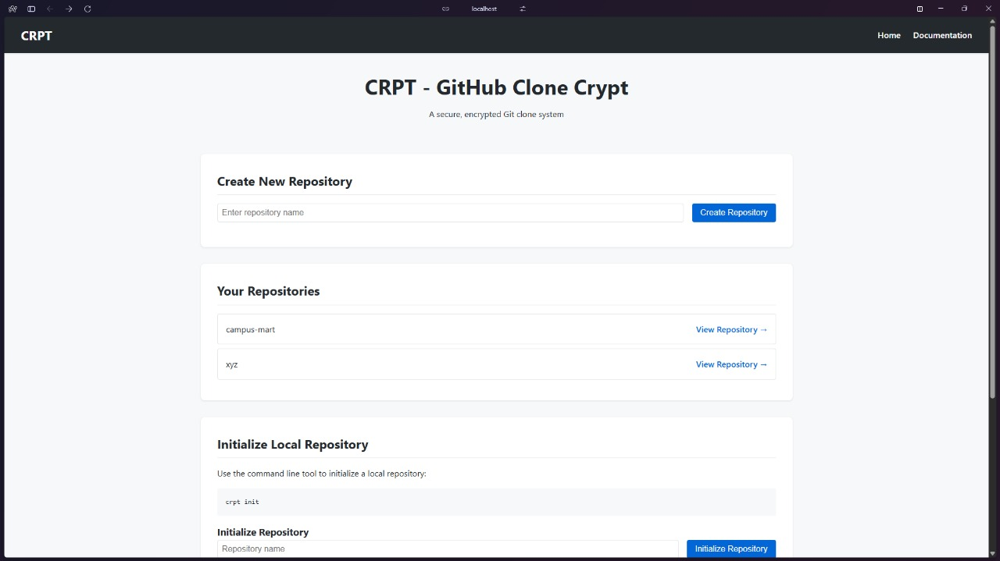 localhost
CRPT
Home Documentation
CRPT - GitHub Clone Crypt
A secure, encrypted Git clone system
Create New Repository
Enter repository name
Create Repository
Your Repositories
campus-mart View Repository →
xyz View Repository →
Initialize Local Repository
Use the command line tool to initialize a local repository:
crpt init
Initialize Repository
Repository name
Initialize Repository